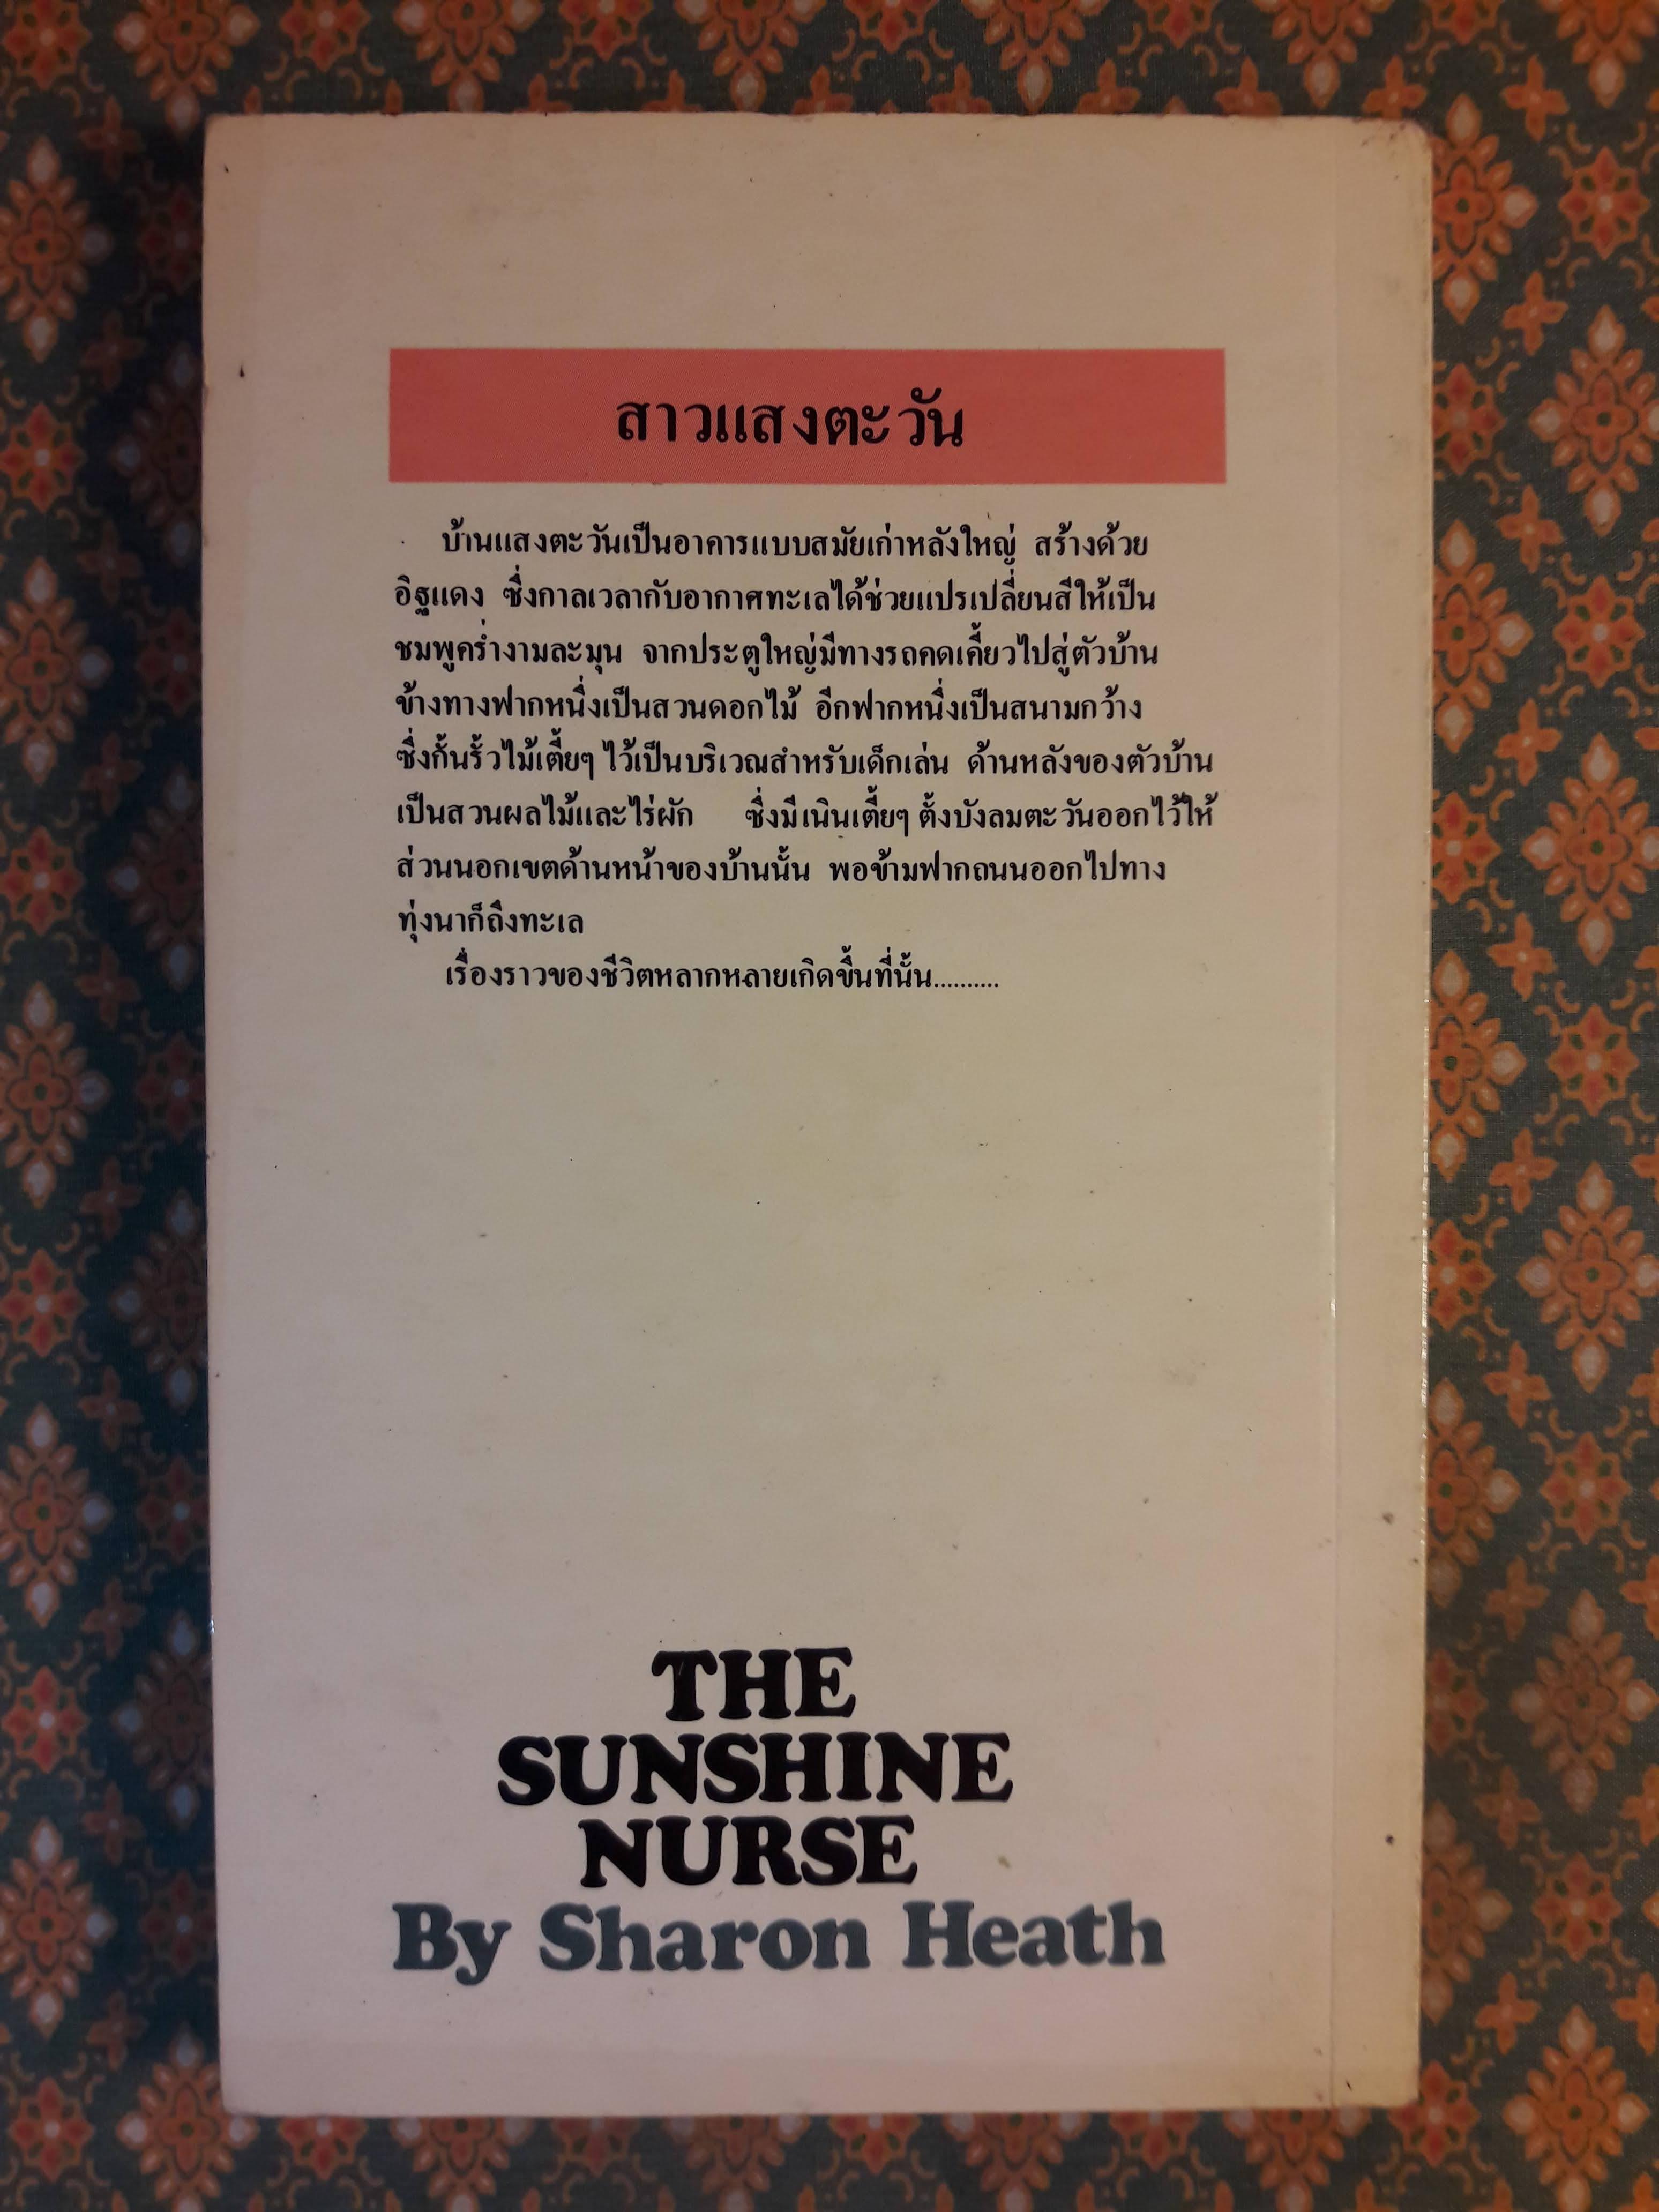 สาวแสงตะวัน
บ้านแสงตะวันเป็นอาคารแบบสมัยเก่าหลังใหญ่ สร้างด้วย
อิฐแดง ซึ่งกาลเวลากับอากาศทะเลได้ช่วยแปรเปลี่ยนสีให้เป็น
ชมพูคร่ำงามละมุน จากประตูใหญ่มีทางรถคดเคี้ยวไปสู่ตัวบ้าน
ข้างทางฟากหนึ่งเป็นสวนดอกไม้ อีกฟากหนึ่งเป็นสนามกว้าง
ซึ่งกั้นรั้วไม้เตี้ยๆ ไว้เป็นบริเวณสำหรับเด็กเล่น ด้านหลังของตัวบ้าน
เป็นสวนผลไม้และไร่ผัก ซึ่งมีเนินเตี้ยๆ ตั้งบังลมตะวันออกไว้ให้
ส่วนนอกเขตด้านหน้าของบ้านนั้น พอข้ามฟากถนนออกไปทาง
ทุ่งนาก็ถึงทะเล
เรื่องราวของชีวิตหลากหลายเกิดขึ้นที่นั้น..........
THE
SUNSHINE
NURSE
By Sharon Heath